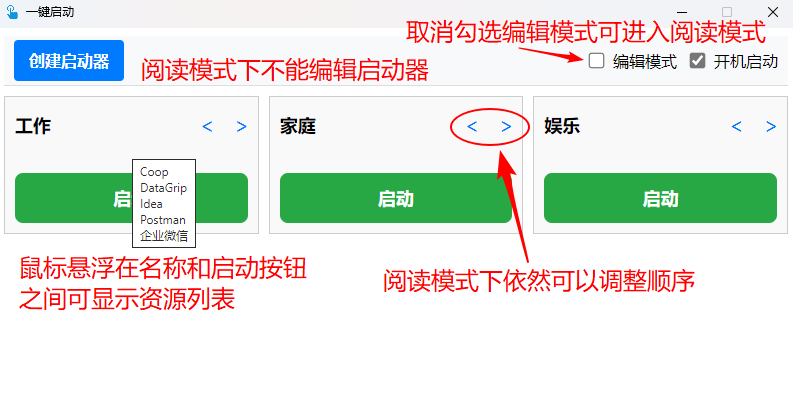 一键启动
取消勾选编辑模式可进入阅读模式
创建启动器
阅读模式下不能编辑启动器
编辑模式
开机启动
工作
< >
家庭
< >
娱乐
< >
启
Coop
DataGrip
Idea
Postman
企业微信
启动
启动
鼠标悬浮在名称和启动按钮
之间可显示资源列表
阅读模式下依然可以调整顺序